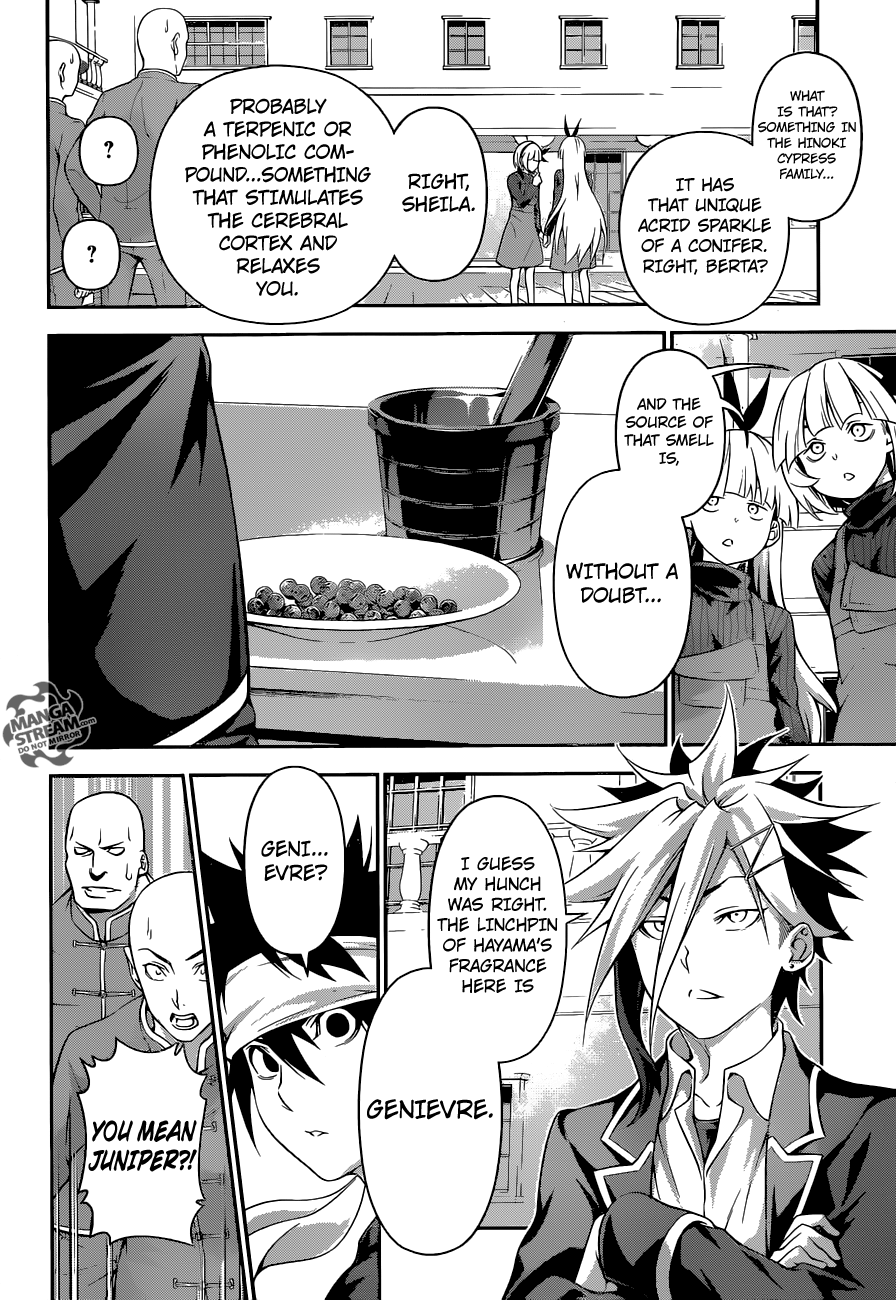 WHAT
IS THAT?
SOMETHING IN
THE HINOKI
CYPRESS
FAMILY...
IT HAS
THAT UNIQUE
ACRID SPARKLE
OF A CONIFER.
RIGHT, BERTA?
RIGHT,
SHEILA.
PROBABLY
A TERPENIC OR
PHENOLIC COM-
POUND...SOMETHING
THAT STIMULATES
THE CEREBRAL
CORTEX AND
RELAXES
YOU.
?
?
AND THE
SOURCE OF
THAT SMELL
IS,
WITHOUT A
DOUBT...
MANGA
STREAM.com
DO NOT MIRROR
I GUESS
MY HUNCH
WAS RIGHT.
THE LINCHPIN
OF HAYAMA'S
FRAGRANCE
HERE IS
GENIEVRE.
GENI...
EVRE?
YOU MEAN
JUNIPER?!